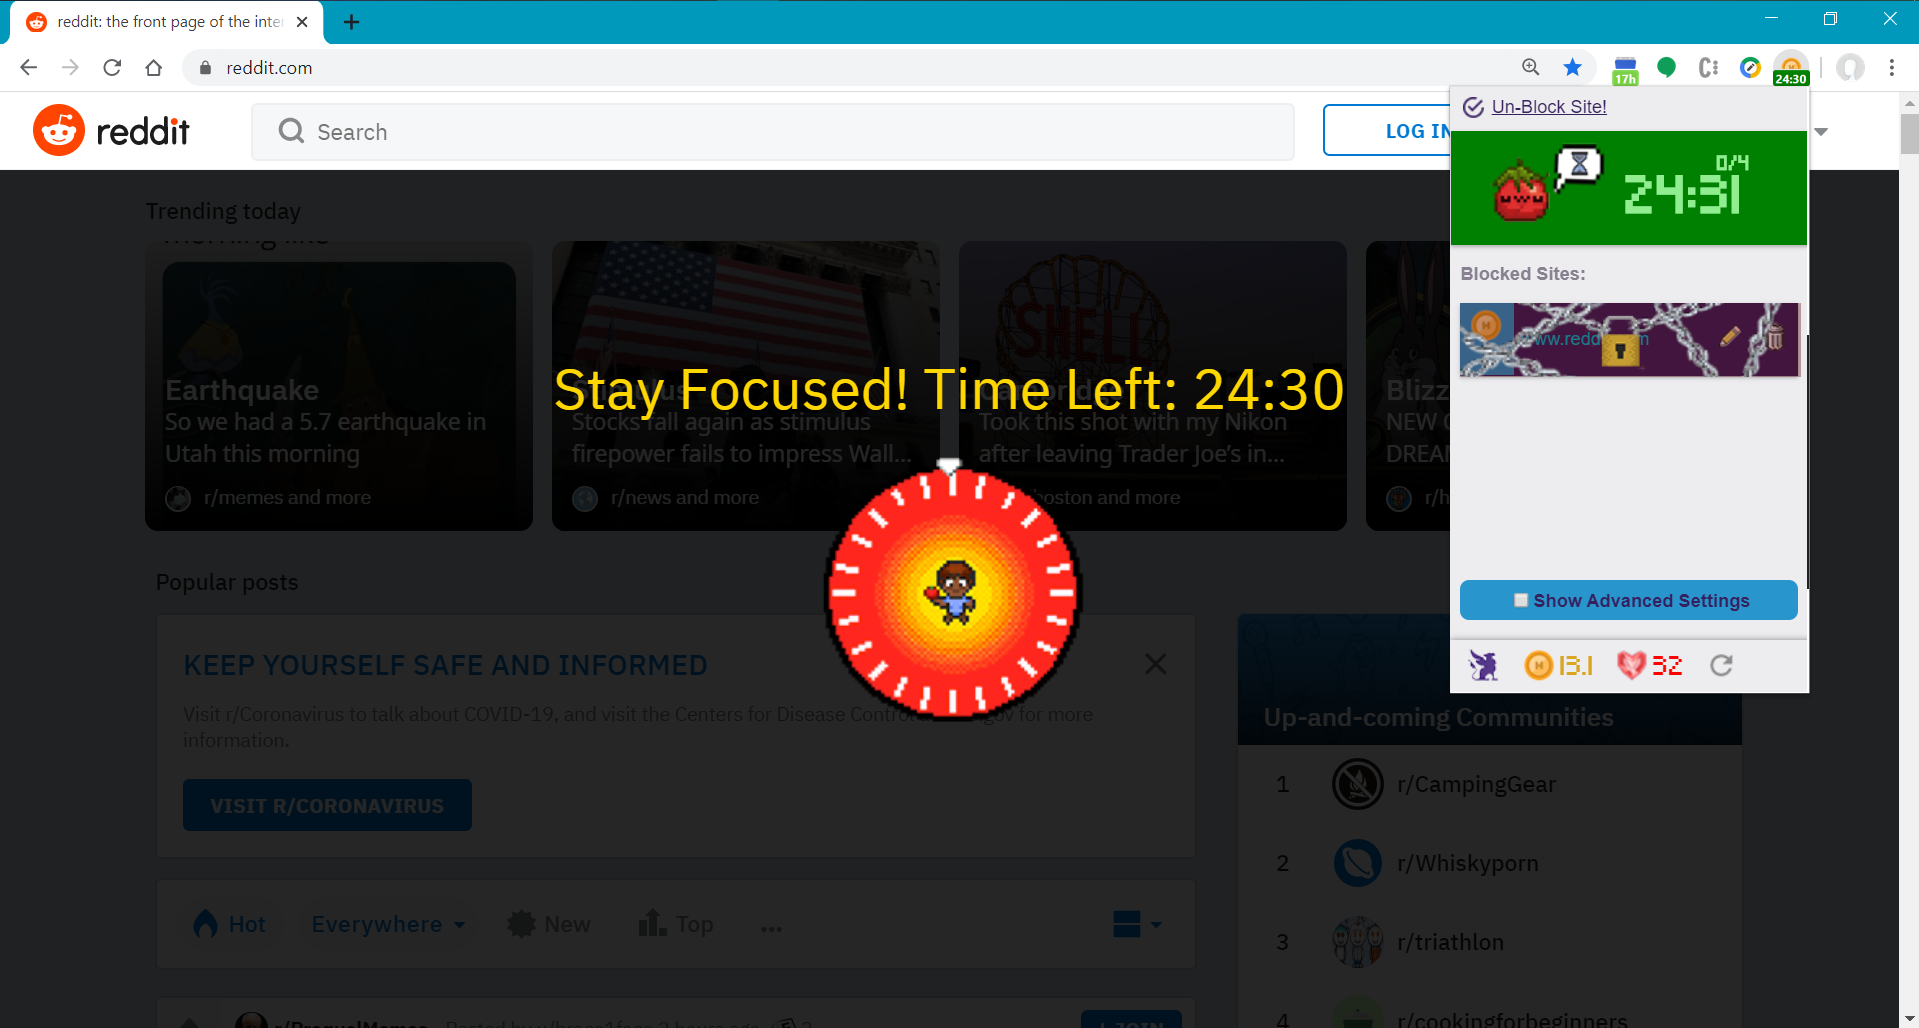 reddit: the front page of the inte
reddit.com
17h
24:30
reddit
Search
LOG IN
Un-Block Site!
0/4
24:31
Blocked Sites:
Show Advanced Settings
13.1
32
Trending today
Earthquake
So we had a 5.7 earthquake in
Utah this morning
r/memes and more
Stay Focused! Time Left: 24:30
Stocks fall again as stimulus
firepower fails to impress Wall...
r/news and more
Took this shot with my Nikon
after leaving Trader Joe's in...
boston and more
SHELL
Blizz
NEW
DREA
r/h
Popular posts
KEEP YOURSELF SAFE AND INFORMED
Visit r/Coronavirus to talk about COVID-19, and visit the Centers for Disease Contro gov for more
information.
VISIT R/CORONAVIRUS
Hot
Everywhere
New
Top
...
Up-and-coming Communities
1 r/CampingGear
2 r/Whiskyporn
3 r/triathlon
4 r/cookingforbeginners
r/PrequelMemes
JOIN